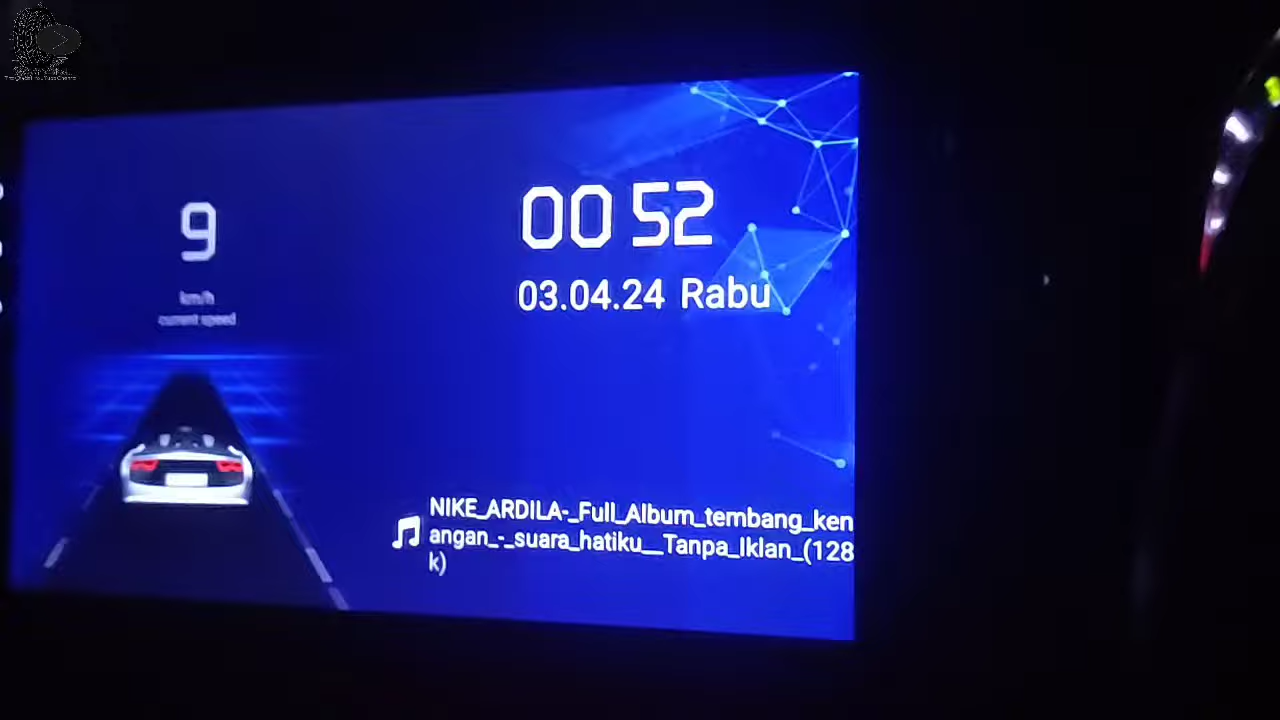 9
km/h
current speed
00 52
03.04.24 Rabu
NIKE_ARDILA-_Full_Album_tembang_ken
angan_-_suara_hatiku__Tanpa_Iklan_(128
k)